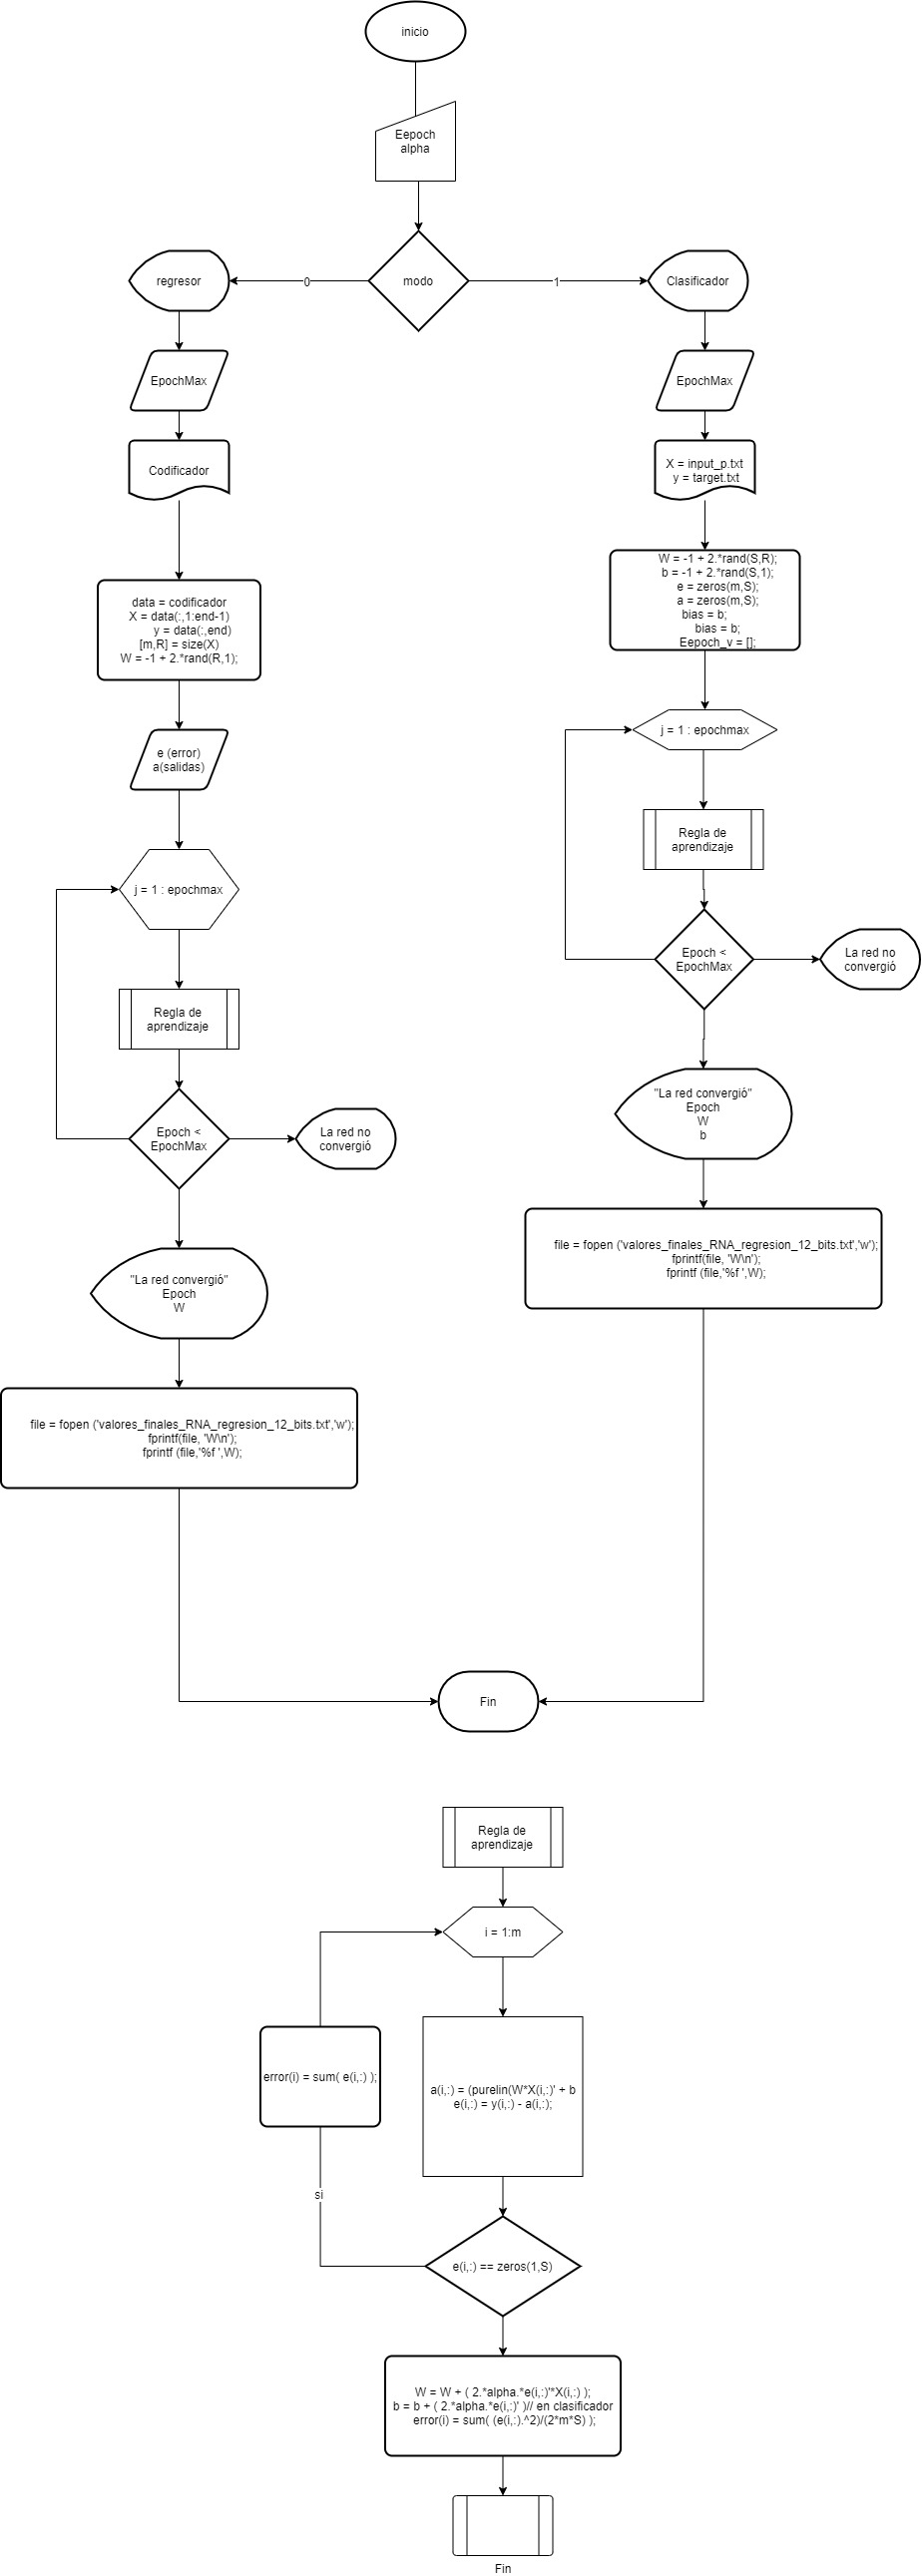 inicio
Eepoch
alpha
modo
0
1
regresor
Clasificador
EpochMax
EpochMax
Codificador
X = input_p.txt
y = target.txt
data = codificador
X = data(:,1:end-1)
y = data(:,end)
[m,R] = size(X)
W = -1 + 2.*rand(R,1);
W = -1 + 2.*rand(S,R);
b = -1 + 2.*rand(S,1);
e = zeros(m,S);
a = zeros(m,S);
bias = b;
bias = b;
Eepoch_v = [];
e (error)
a(salidas)
j = 1 : epochmax
j = 1 : epochmax
Regla de
aprendizaje
Regla de
aprendizaje
Epoch <
EpochMax
La red no
convergió
Epoch <
EpochMax
La red no
convergió
"La red convergió"
Epoch
W
b
"La red convergió"
Epoch
W
file = fopen ('valores_finales_RNA_regresion_12_bits.txt','w');
fprintf(file, 'W\n');
fprintf (file,'%f ',W);
file = fopen ('valores_finales_RNA_regresion_12_bits.txt','w');
fprintf(file, 'W\n');
fprintf (file,'%f ',W);
Fin
Regla de
aprendizaje
i = 1:m
error(i) = sum( e(i,:) );
a(i,:) = (purelin(W*X(i,:)' + b
e(i,:) = y(i,:) - a(i,:);
si
e(i,:) == zeros(1,S)
W = W + ( 2.*alpha.*e(i,:)'*X(i,:) );
b = b + ( 2.*alpha.*e(i,:)' )// en clasificador
error(i) = sum( (e(i,:).^2)/(2*m*S) );
Fin